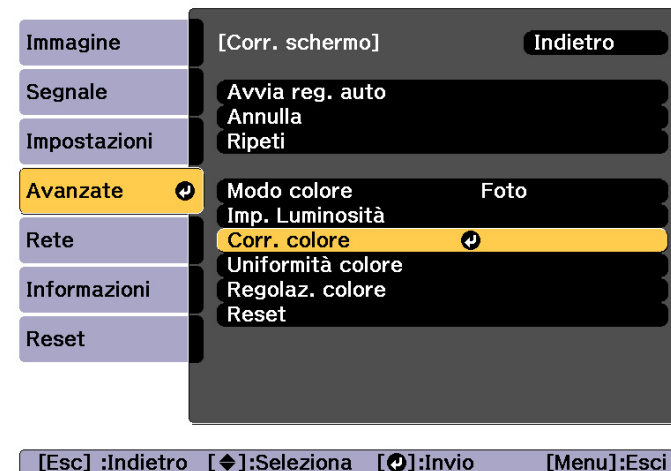 Immagine
Segnale
Impostazioni
Avanzate
Rete
Informazioni
Reset
[Corr. schermo] Indietro
Avvia reg. auto
Annulla
Ripeti
Modo colore Foto
Imp. Luminosità
Corr. colore
Uniformità colore
Regolaz. colore
Reset
[Esc] :Indietro [◆]:Seleziona [↵]:Invio [Menu]:Esci